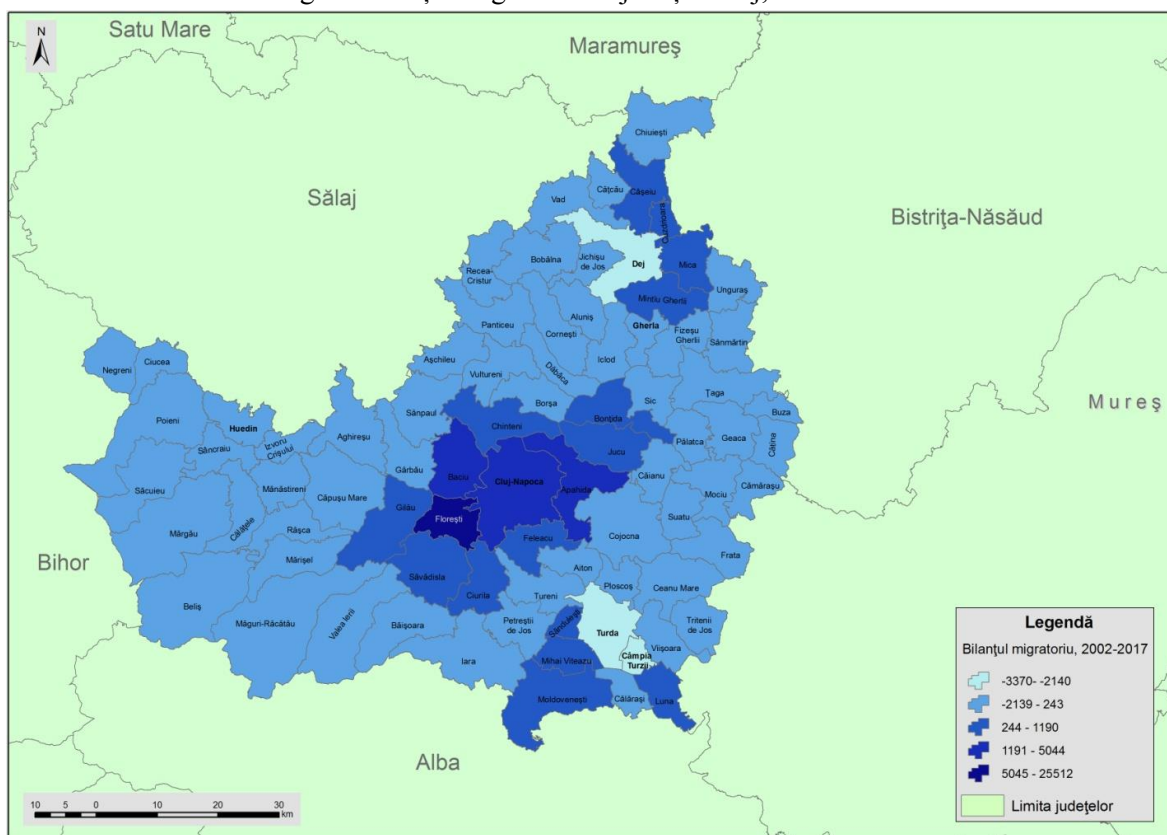 Satu Mare
Maramureş
N
Chiuieşti
Sălaj
Câțcău
Câşeiu
Vad
Bistriţa-Năsăud
Bobâlna
Jichişu
de Jos
Dej
Mica
Recea-
Cristur
Unguraş
Mintiu Gherlii
Aluniş
Gherla
Panticeu
Corneşti
Fizeşu
Gherlii
Sânmărtin
Aşchileu
Iclod
Ciucea
Negreni
Vultureni
Dăbâca
Ţaga
Sic
Borşa
Buza
Mureş
Poieni
Sânpaul
Bonţida
Huedin
Chinteni
Aghireşu
Izvoru
Crişului
Pălatca
Geaca
Cătina
Sâncraiu
Jucu
Gârbău
Baciu
Cluj-Napoca
Căianu
Apahida
Cămăraşu
Săcuieu
Mănăstireni
Căpuşu Mare
Mociu
Gilău
Floreşti
Suatu
Călăţele
Râşca
Mărgău
Feleacu
Cojocna
Frata
Mărişel
Bihor
Săvădisla
Aiton
Ciurila
Ploscoş
Ceanu Mare
Beliş
Tureni
Măguri-Răcătău
Valea Ierii
Băişoara
Petreştii
de Jos
Săndulești
Turda
Tritenii
de Jos
Câmpia
Turzii
Viişoara
Iara
Mihai Viteazu
Moldoveneşti
Călăraşi
Luna
Alba
Legendă
Bilanţul migratoriu, 2002-2017
-3370- -2140
-2139 - 243
244 - 1190
1191 - 5044
5045 - 25512
Limita judeţelor
10 5 0 10 20 30
km